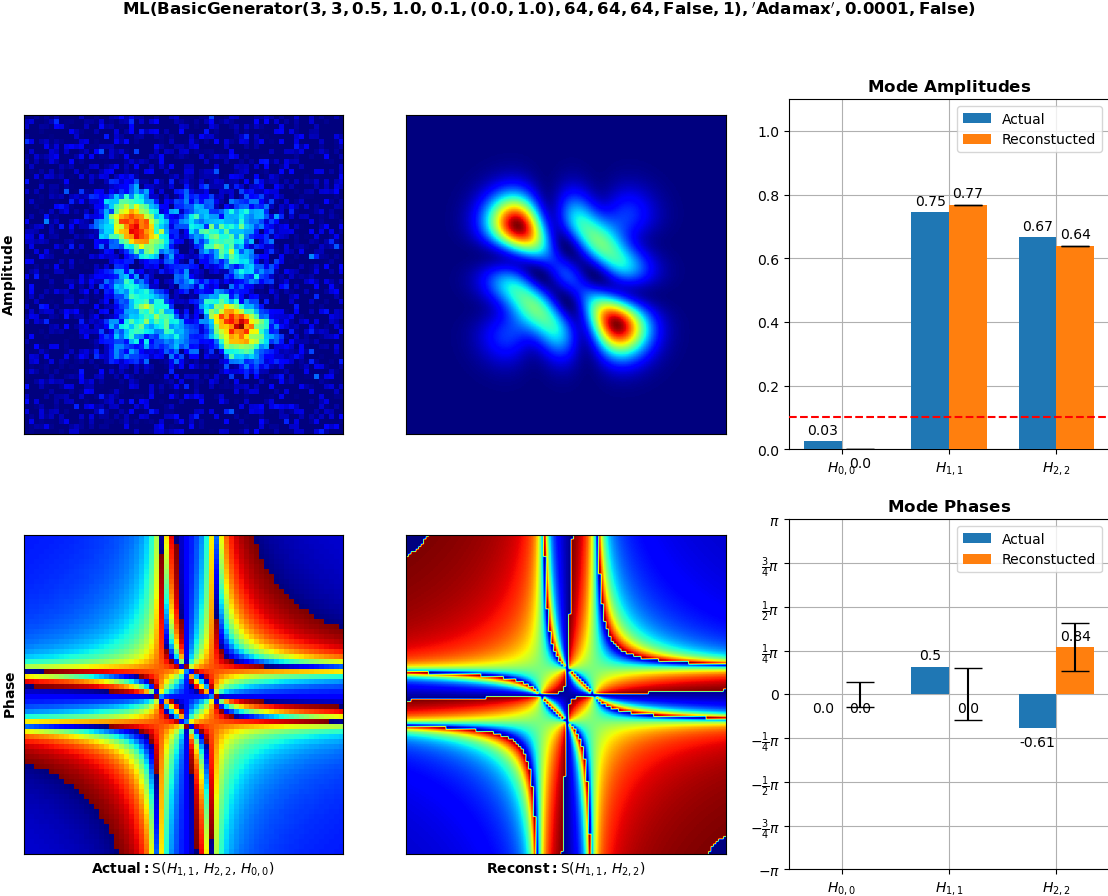 ML(BasicGenerator(3, 3, 0.5, 1.0, 0.1, (0.0, 1.0), 64, 64, 64, False, 1), 'Adamax', 0.0001, False)
Amplitude
Mode Amplitudes
Actual
Reconstucted
1.0
0.8
0.6
0.4
0.2
0.0
0.03
0.0
0.75
0.77
0.67
0.64
H₀,₀
H₁,₁
H₂,₂
Phase
Actual: S(H₁,₁, H₂,₂, H₀,₀)
Reconst: S(H₁,₁, H₂,₂)
Mode Phases
Actual
Reconstucted
π
3/4π
1/2π
1/4π
0
−1/4π
−1/2π
−3/4π
−π
0.0
0.0
0.5
0.0
-0.61
0.84
H₀,₀
H₁,₁
H₂,₂